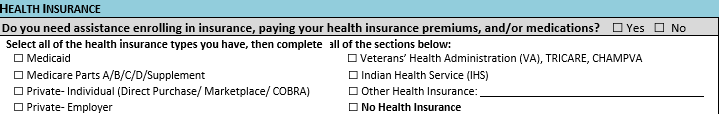 HEALTH INSURANCE
Do you need assistance enrolling in insurance, paying your health insurance premiums, and/or medications? ☐ Yes ☐ No
Select all of the health insurance types you have, then complete all of the sections below:
☐ Medicaid ☐ Veterans' Health Administration (VA), TRICARE, CHAMPVA
☐ Medicare Parts A/B/C/D/Supplement ☐ Indian Health Service (IHS)
☐ Private- Individual (Direct Purchase/ Marketplace/ COBRA) ☐ Other Health Insurance: ____________________
☐ Private- Employer ☐ No Health Insurance